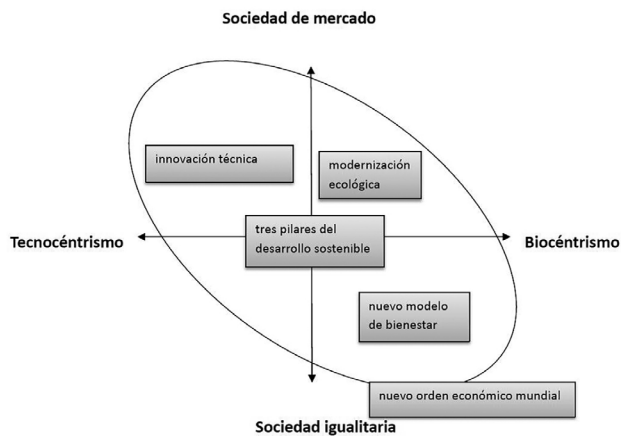 Sociedad de mercado
innovación técnica
modernización
ecológica
tres pilares del
desarrollo sostenible
Tecnocéntrismo
Biocéntrismo
nuevo modelo
de bienestar
nuevo orden económico mundial
Sociedad igualitaria